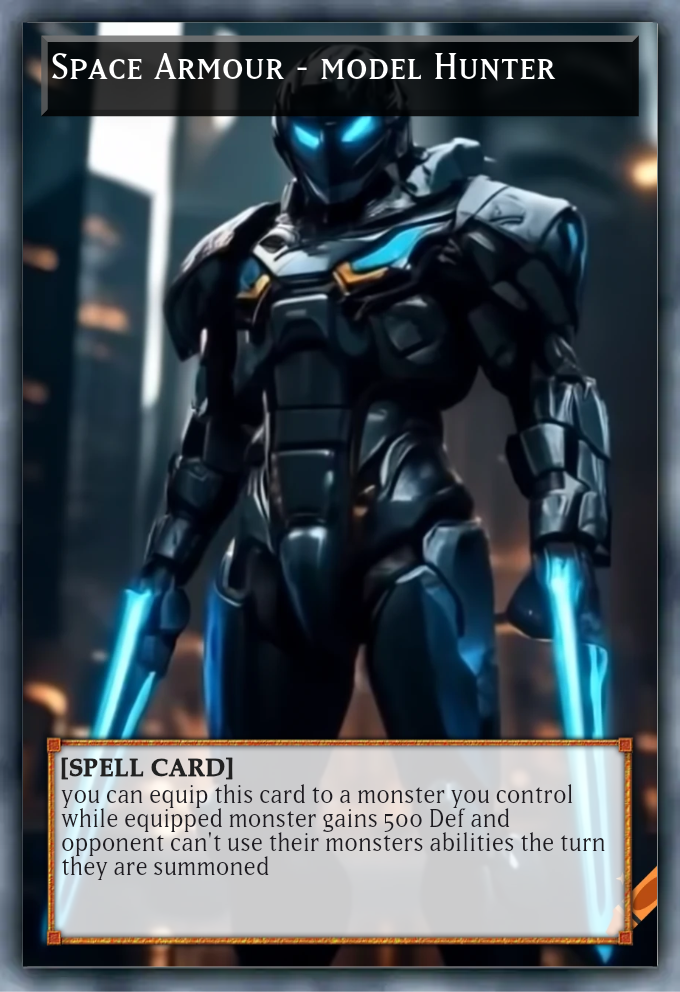 Space Armour - model Hunter
[SPELL CARD]
you can equip this card to a monster you control
while equipped monster gains 500 Def and
opponent can't use their monsters abilities the turn
they are summoned